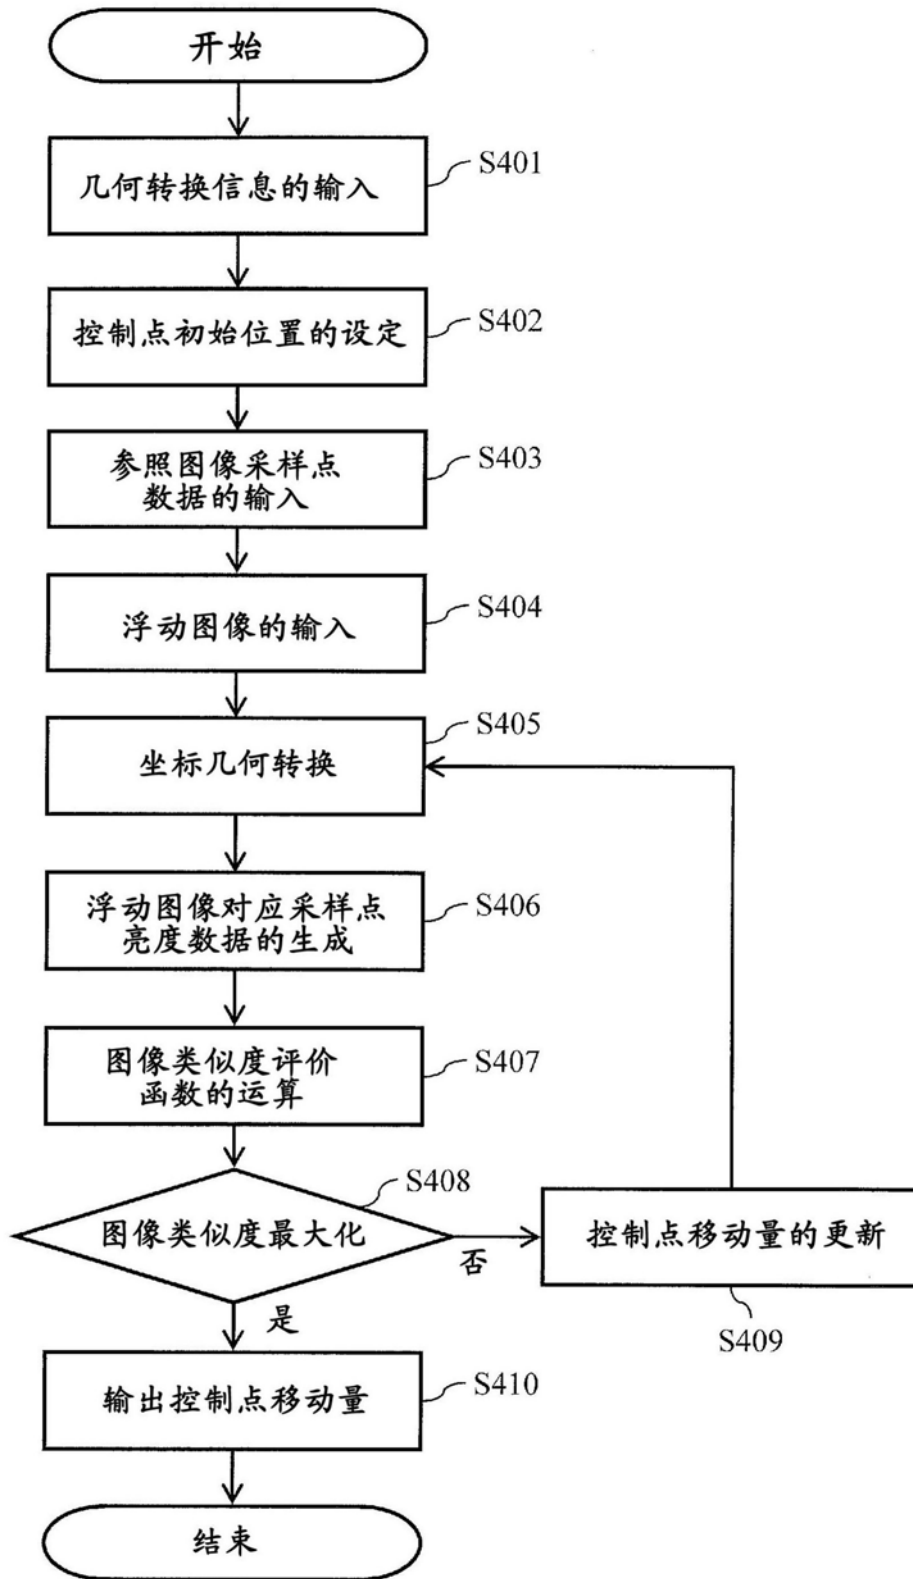 开始
几何转换信息的输入
S401
控制点初始位置的设定
S402
参照图像采样点
数据的输入
S403
浮动图像的输入
S404
坐标几何转换
S405
浮动图像对应采样点
亮度数据的生成
S406
图像类似度评价
函数的运算
S407
图像类似度最大化
S408
否
控制点移动量的更新
S409
是
输出控制点移动量
S410
结束